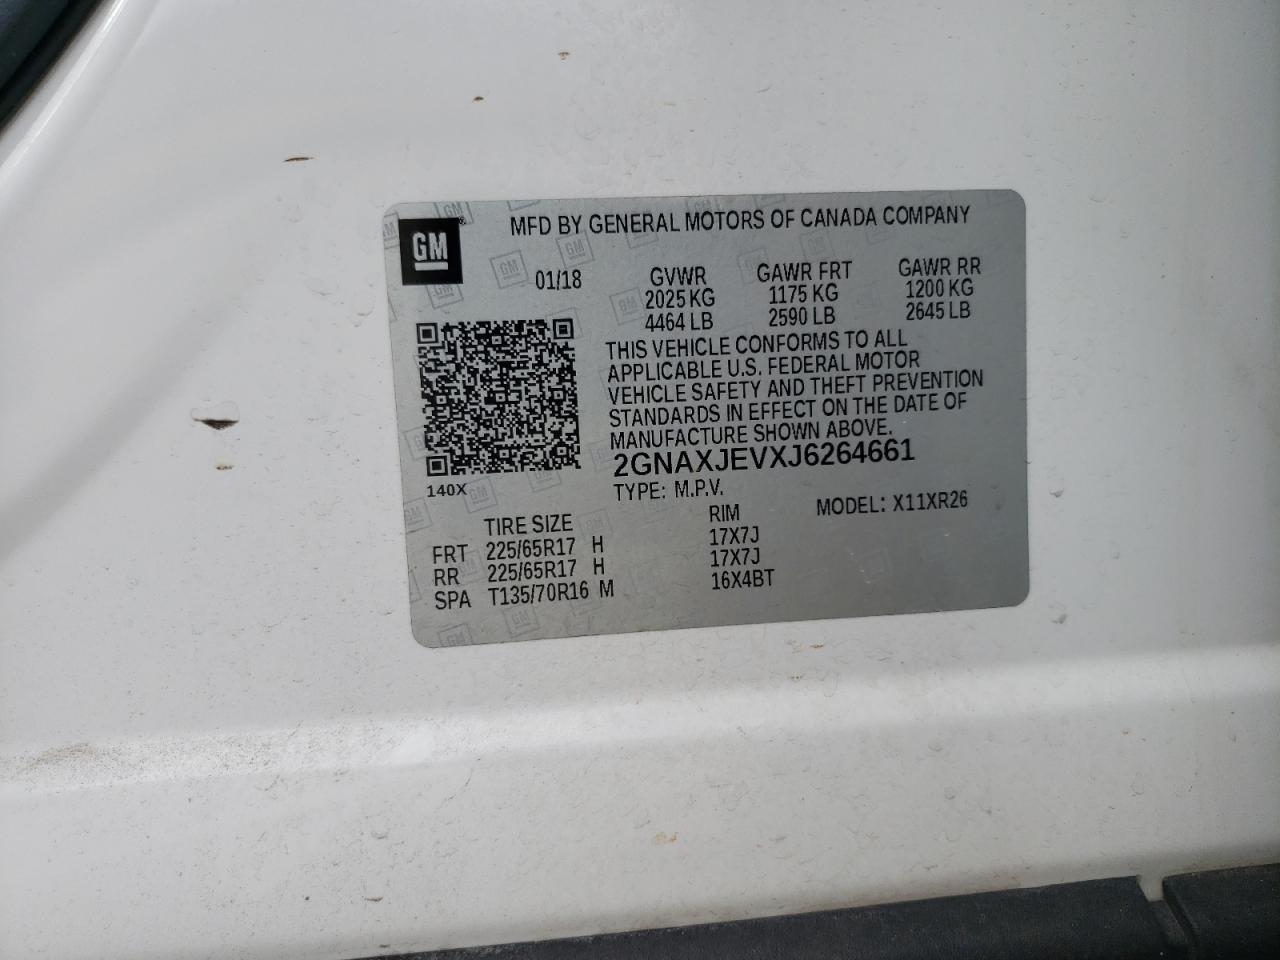 GM
MFD BY GENERAL MOTORS OF CANADA COMPANY
01/18 GVWR GAWR FRT GAWR RR
2025 KG 1175 KG 1200 KG
4464 LB 2590 LB 2645 LB
THIS VEHICLE CONFORMS TO ALL
APPLICABLE U.S. FEDERAL MOTOR
VEHICLE SAFETY AND THEFT PREVENTION
STANDARDS IN EFFECT ON THE DATE OF
MANUFACTURE SHOWN ABOVE.
2GNAXJEVXJ6264661
140X
TYPE: M.P.V. MODEL: X11XR26
TIRE SIZE RIM
FRT 225/65R17 H 17X7J
RR 225/65R17 H 17X7J
SPA T135/70R16 M 16X4BT